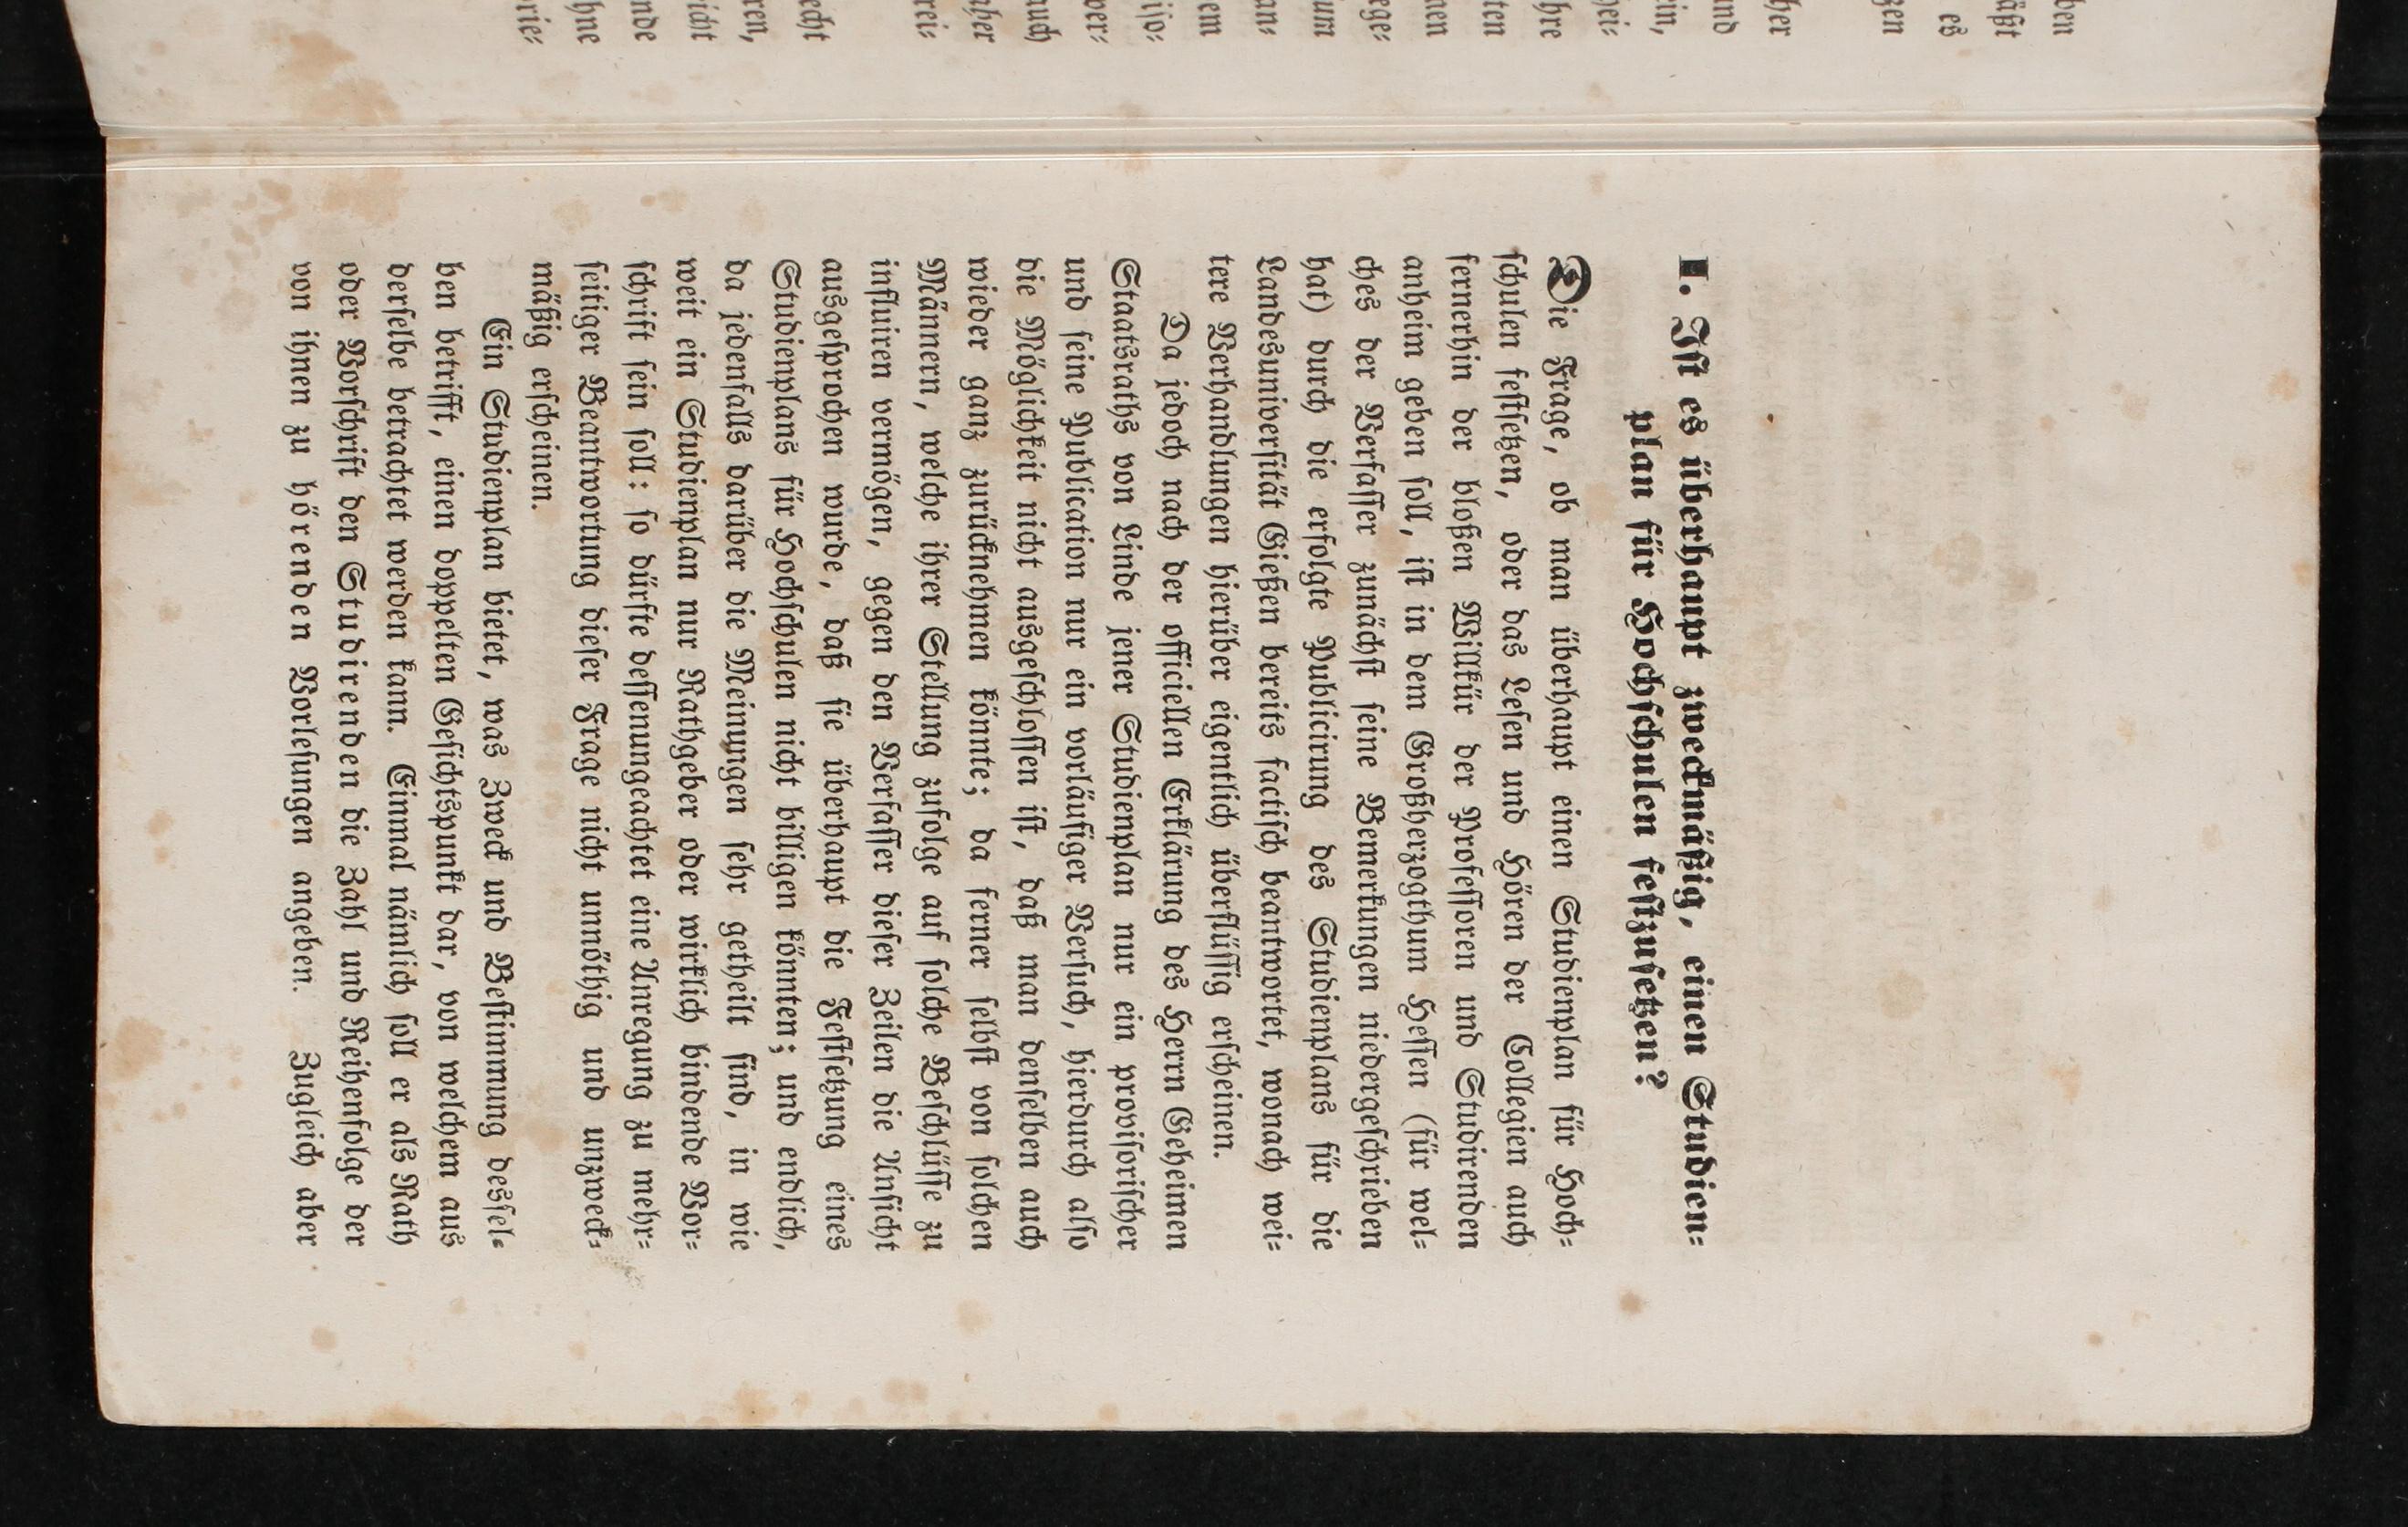 I. Iſt es überhaupt zweckmäßig, einen Studien-
plan für Hochſchulen feſtzuſetzen?
Die Frage, ob man überhaupt einen Studienplan für Hoch-
ſchulen feſtſetzen, oder das Leſen und Hören der Collegien auch
fernerhin der bloßen Willkür der Profeſſoren und Studirenden
anheim geben ſoll, iſt in dem Großherzogthum Heſſen (für wel-
ches der Verfaſſer zunächſt ſeine Bemerkungen niedergeſchrieben
hat) durch die erfolgte Publicirung des Studienplans für die
Landesuniverſität Gießen bereits factiſch beantwortet, wonach wei-
tere Verhandlungen hierüber eigentlich überflüſſig erſcheinen.
Da jedoch nach der officiellen Erklärung des Herrn Geheimen
Staatsraths von Linde jener Studienplan nur ein proviſoriſcher
und ſeine Publication nur ein vorläufiger Verſuch, hierdurch alſo
die Möglichkeit nicht ausgeſchloſſen iſt, daß man denſelben auch
wieder ganz zurücknehmen könnte; da ferner ſelbſt von ſolchen
Männern, welche ihrer Stellung zufolge auf ſolche Beſchlüſſe zu
influiren vermögen, gegen den Verfaſſer dieſer Zeilen die Anſicht
ausgeſprochen wurde, daß ſie überhaupt die Feſtſetzung eines
Studienplans für Hochſchulen nicht billigen könnten; und endlich,
da jedenfalls darüber die Meinungen ſehr getheilt ſind, in wie
weit ein Studienplan nur Rathgeber oder wirklich bindende Vor-
ſchrift ſein ſoll: ſo dürfte deſſenungeachtet eine Anregung zu mehr-
ſeitiger Beantwortung dieſer Frage nicht unnöthig und unzweck-
mäßig erſcheinen.
Ein Studienplan bietet, was Zweck und Beſtimmung desſel-
ben betrifft, einen doppelten Geſichtspunkt dar, von welchem aus
derſelbe betrachtet werden kann. Einmal nämlich ſoll er als Rath
oder Vorſchrift den Studirenden die Zahl und Reihenfolge der
von ihnen zu hörenden Vorleſungen angeben. Zugleich aber